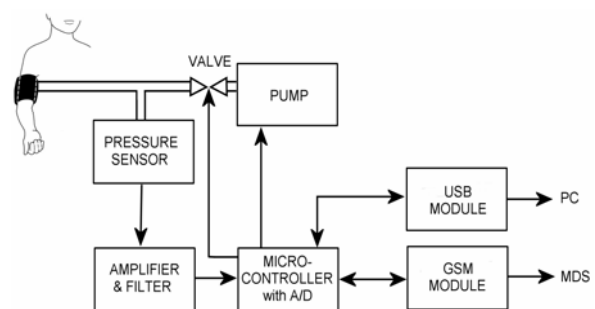 VALVE
PUMP
PRESSURE
SENSOR
USB
MODULE
PC
AMPLIFIER
& FILTER
MICRO-
CONTROLLER
with A/D
GSM
MODULE
MDS